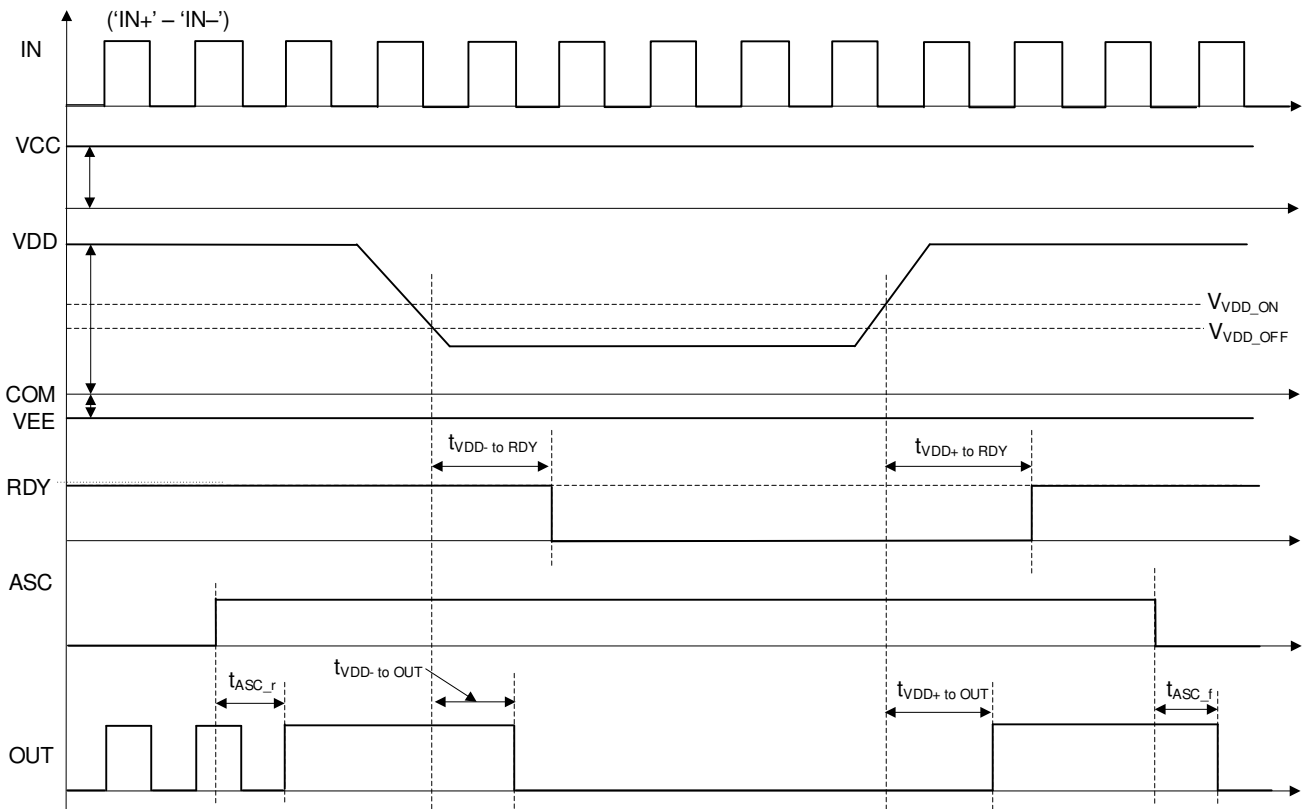 ('IN+' – 'IN–')
IN
VCC
VDD
VVDD_ON
VVDD_OFF
COM
VEE
tVDD- to RDY
tVDD+ to RDY
RDY
ASC
tASC_r
tVDD- to OUT
tVDD+ to OUT
tASC_f
OUT